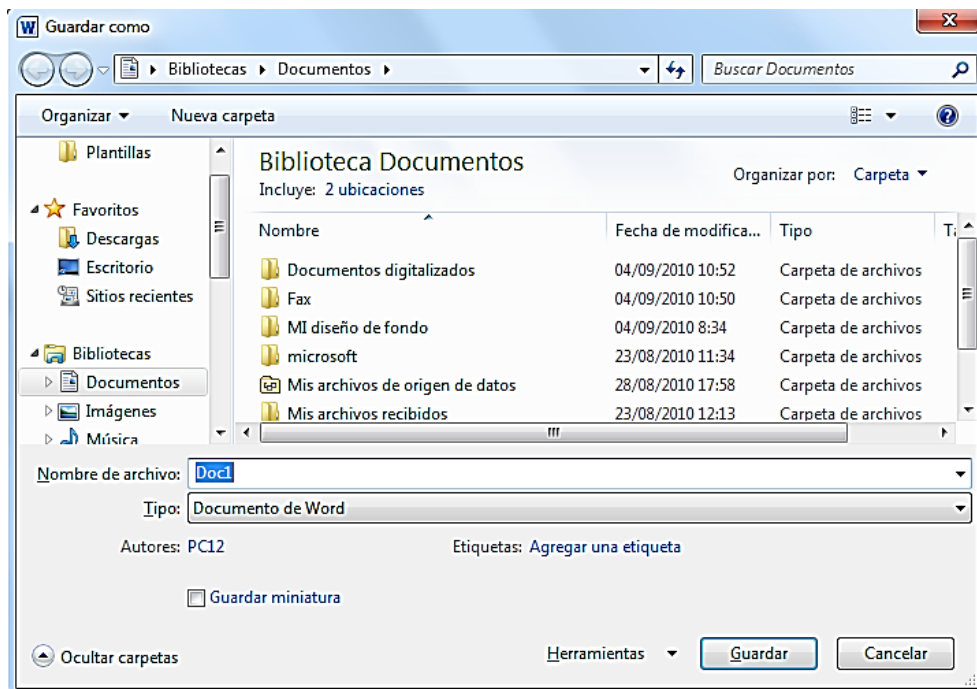 Guardar como
Bibliotecas Documentos Buscar Documentos
Organizar Nueva carpeta
Plantillas
Favoritos
Descargas
Escritorio
Sitios recientes
Bibliotecas
Documentos
Imágenes
Música
Biblioteca Documentos
Incluye: 2 ubicaciones
Organizar por: Carpeta
Nombre Fecha de modifica... Tipo
Documentos digitalizados 04/09/2010 10:52 Carpeta de archivos
Fax 04/09/2010 10:50 Carpeta de archivos
MI diseño de fondo 04/09/2010 8:34 Carpeta de archivos
microsoft 23/08/2010 11:34 Carpeta de archivos
Mis archivos de origen de datos 28/08/2010 17:58 Carpeta de archivos
Mis archivos recibidos 23/08/2010 12:13 Carpeta de archivos
Nombre de archivo: Doc1
Tipo: Documento de Word
Autores: PC12 Etiquetas: Agregar una etiqueta
Guardar miniatura
Ocultar carpetas Herramientas Guardar Cancelar